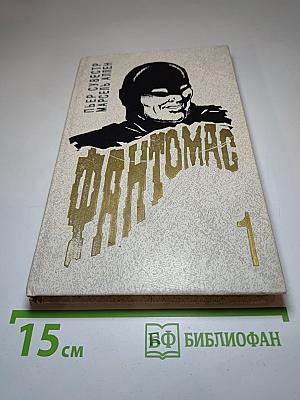 ПЬЕР СУВЕСТР
МАРСЕЛЬ АЛЛЕН
ФАНТОМАС
1
15 см
БФ БИБЛИОФАН